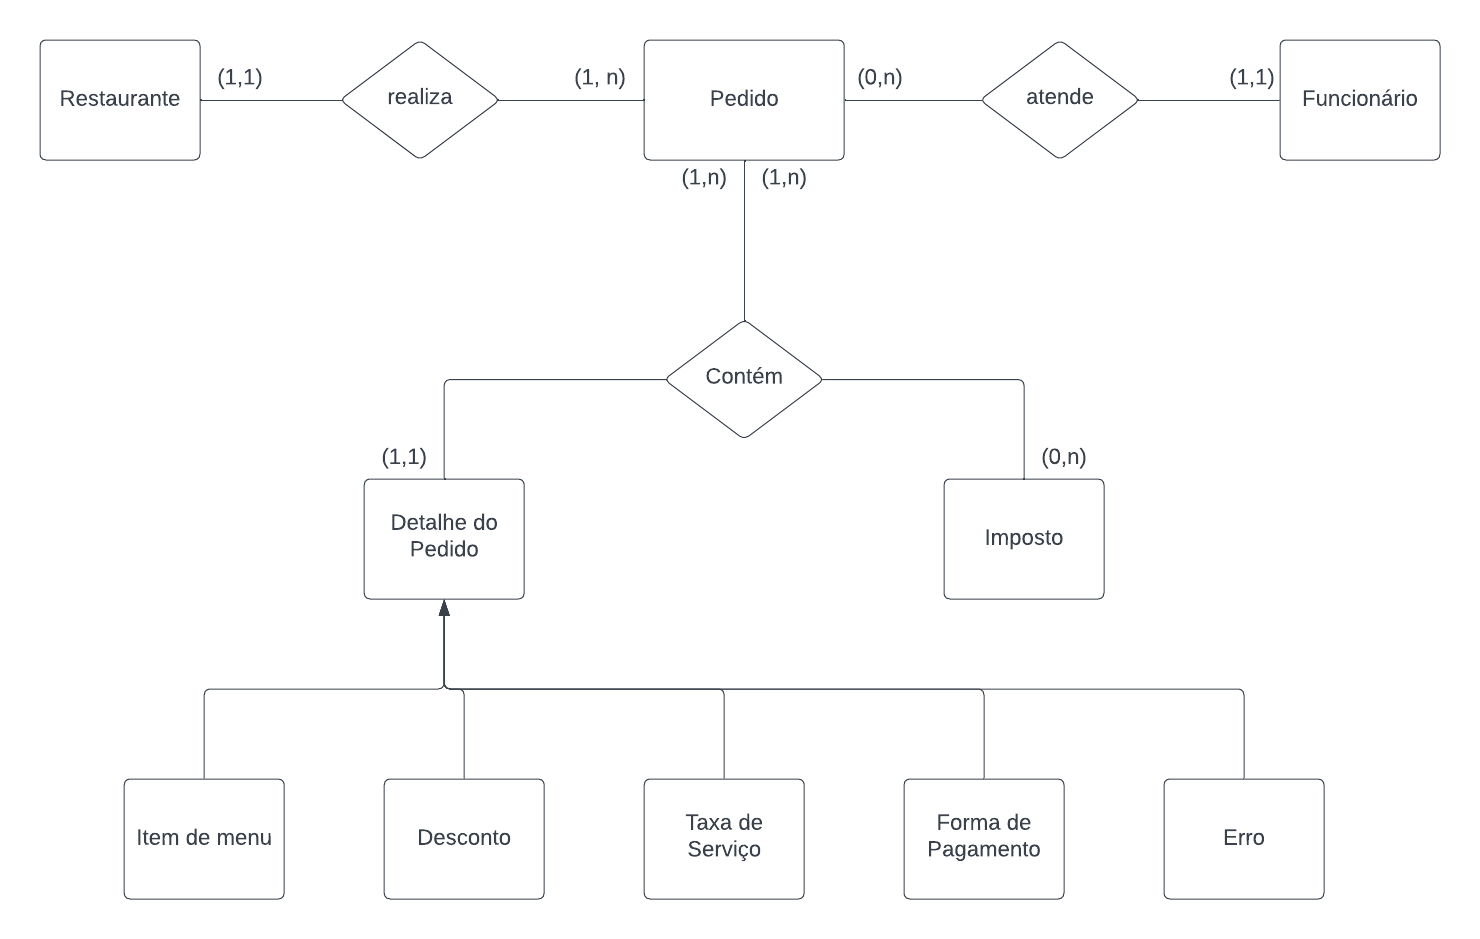 (1,1)
(1, n)
(0,n)
(1,1)
Restaurante
realiza
Pedido
atende
Funcionário
(1,n)
(1,n)
Contém
(1,1)
(0,n)
Detalhe do
Pedido
Imposto
Item de menu
Desconto
Taxa de
Serviço
Forma de
Pagamento
Erro